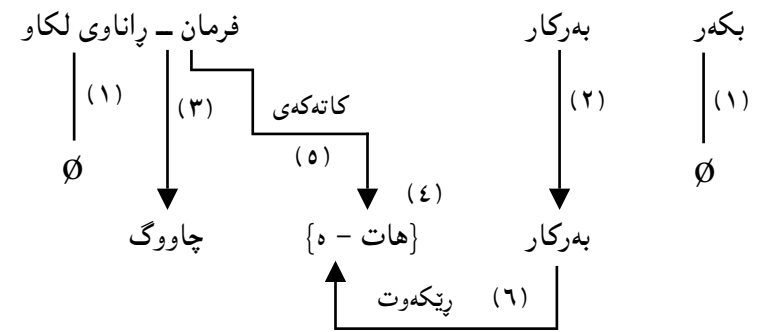 بکەر بەرکار فرمان ـ ڕاناوی لکاو
(١) (٢) (٣) (١)
کاتەکەی
(٥)
Ø (٤) Ø
بەرکار {هات - ە} چاووگ
(٦) ڕێکەوت